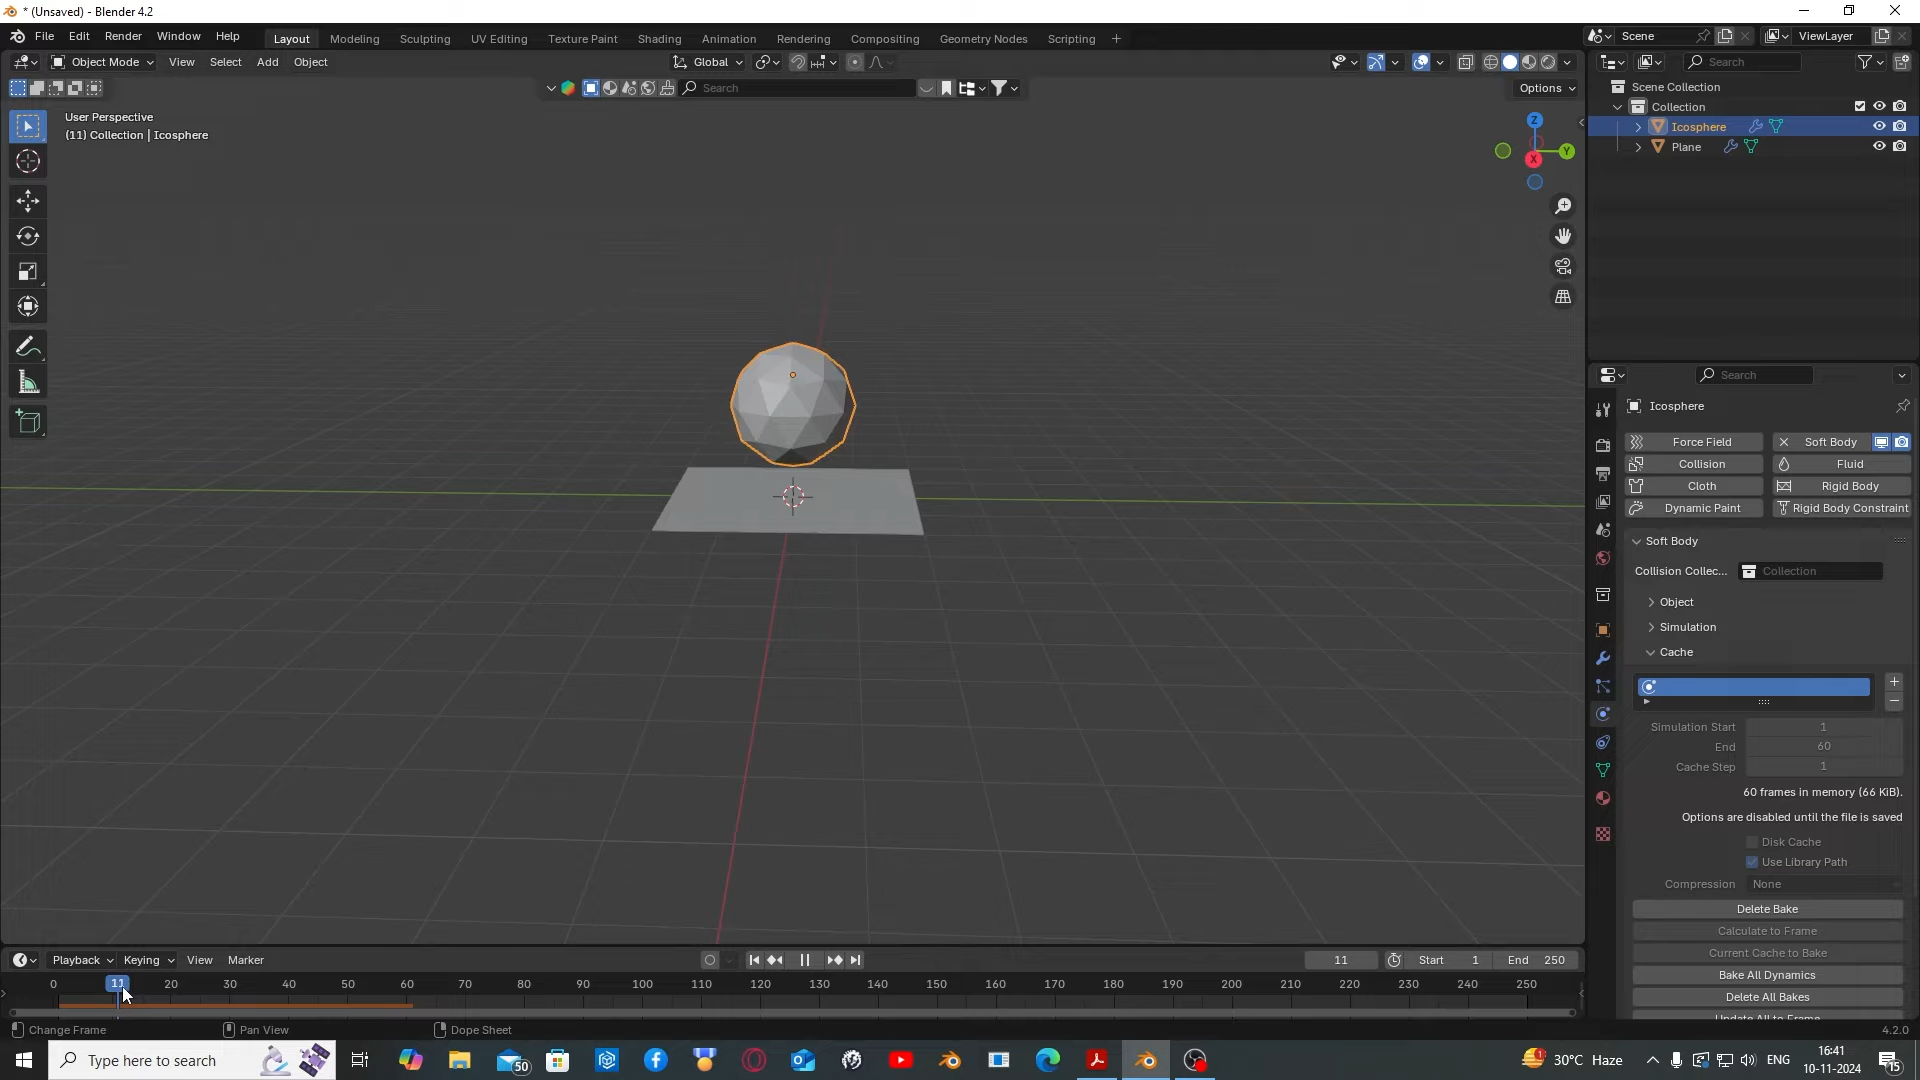 * (Unsaved) - Blender 4.2
File Edit Render Window Help Layout Modeling Sculpting UV Editing Texture Paint Shading Animation Rendering Compositing Geometry Nodes Scripting + Scene ViewLayer
Object Mode View Select Add Object Global Search
Search Options
User Perspective
(11) Collection | Icosphere
Z
Y
X
Scene Collection
Collection
Icosphere
Plane
Search
Icosphere
Force Field Soft Body
Collision Fluid
Cloth Rigid Body
Dynamic Paint Rigid Body Constraint
Soft Body
Collision Collec... Collection
Object
Simulation
Cache
Simulation Start 1
End 60
Cache Step 1
60 frames in memory (66 KiB).
Options are disabled until the file is saved
Disk Cache
Use Library Path
Compression None
Delete Bake
Calculate to Frame
Current Cache to Bake
Bake All Dynamics
Delete All Bakes
Update All to Frame
Playback Keying View Marker 11 Start 1 End 250
0 11 20 30 40 50 60 70 80 90 100 110 120 130 140 150 160 170 180 190 200 210 220 230 240 250
Change Frame Pan View Dope Sheet 4.2.0
Type here to search 50 30°C Haze ENG 16:41
10-11-2024 15